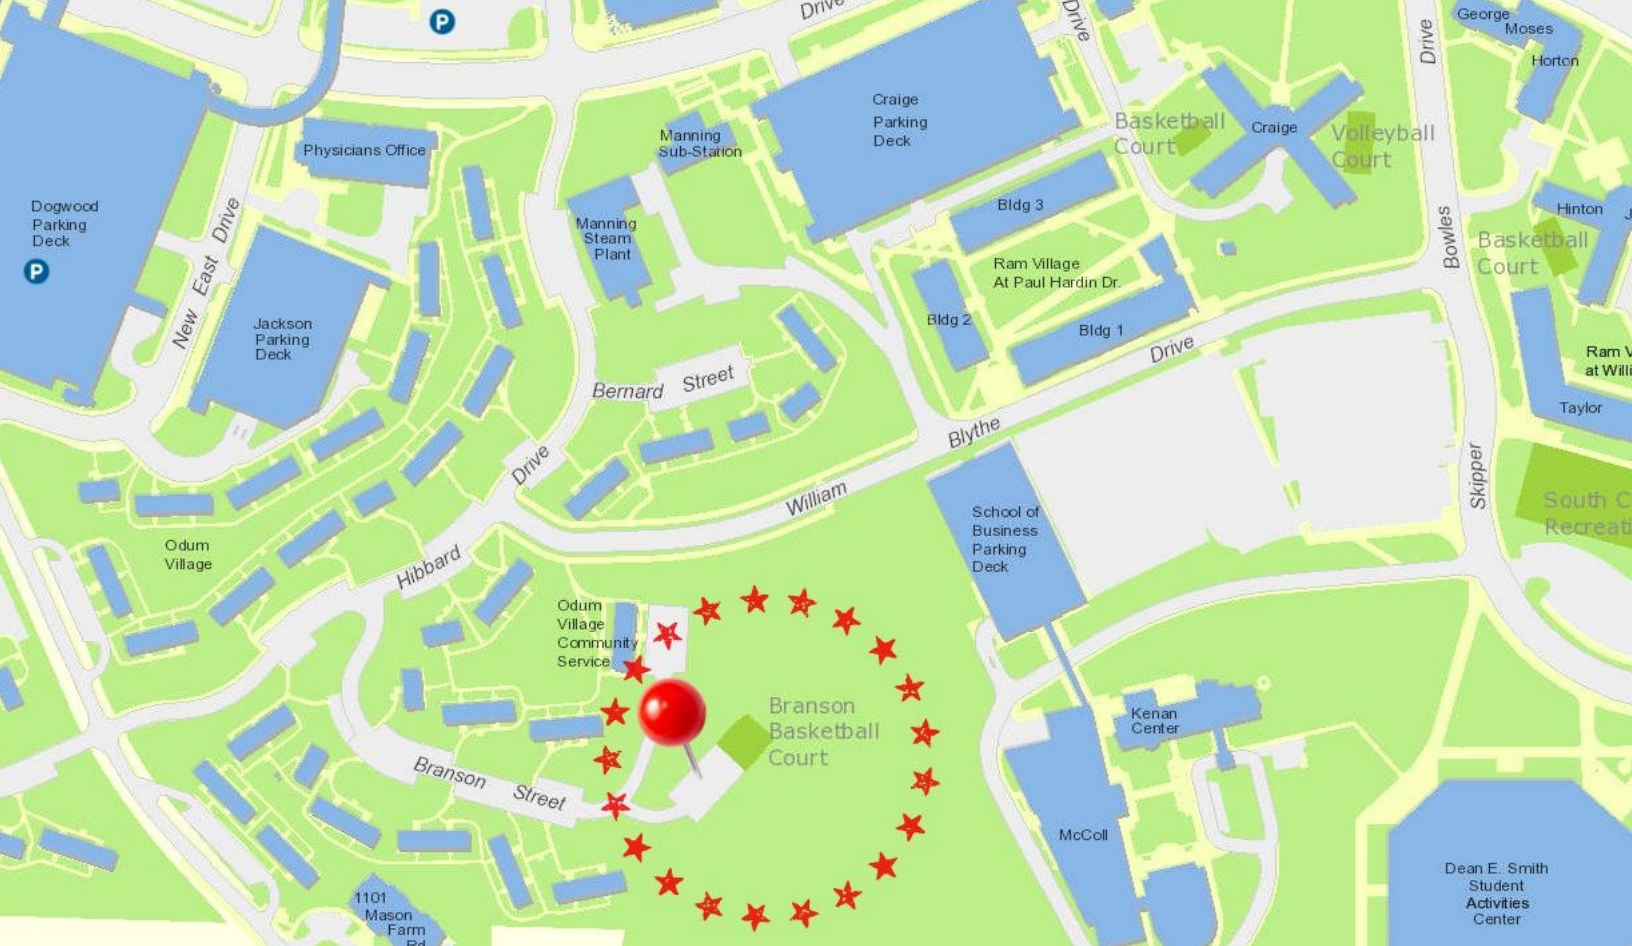 Drive
P
Drive
Drive
George
Moses
Horton
Craige
Parking
Deck
Manning
Sub-Station
Basketball
Court
Craige
Volleyball
Court
Physicians Office
Dogwood
Parking
Deck
P
New East Drive
Manning
Steam
Plant
Bldg 3
Hinton
Basketball
Court
Bowles
Ram Village
At Paul Hardin Dr.
Bldg 2
Bldg 1
Drive
Jackson
Parking
Deck
Bernard Street
Ram V
at Willi
Taylor
Blythe
Drive
William
Skipper
School of
Business
Parking
Deck
South C
Recreati
Odum
Village
Hibbard
Odum
Village
Community
Service
Branson
Basketball
Court
Kenan
Center
Branson Street
McColl
Dean E. Smith
Student
Activities
Center
1101
Mason
Farm
Rd